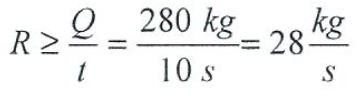 R ≥ Q/t = 280 kg/10 s = 28 kg/s